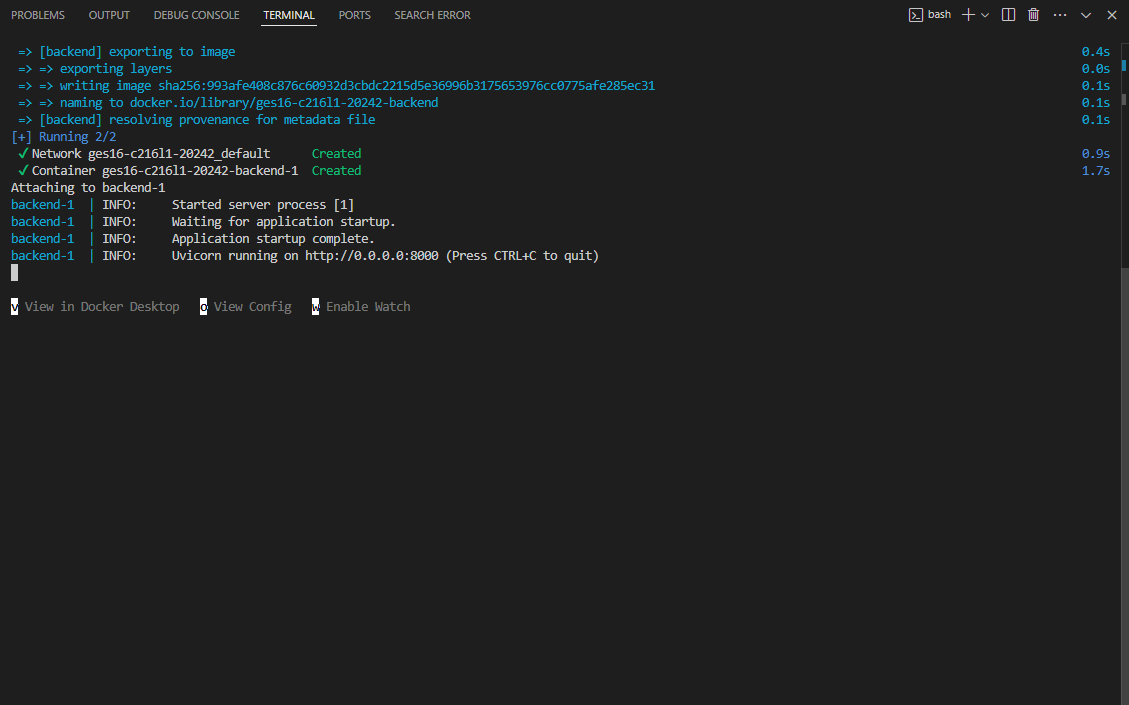 PROBLEMS OUTPUT DEBUG CONSOLE TERMINAL PORTS SEARCH ERROR bash
=> [backend] exporting to image 0.4s
=> => exporting layers 0.0s
=> => writing image sha256:993afe408c876c60932d3cbdc2215d5e36996b3175653976cc0775afe285ec31 0.1s
=> => naming to docker.io/library/ges16-c216l1-20242-backend 0.1s
=> [backend] resolving provenance for metadata file 0.1s
[+] Running 2/2
✔ Network ges16-c216l1-20242_default Created 0.9s
✔ Container ges16-c216l1-20242-backend-1 Created 1.7s
Attaching to backend-1
backend-1 | INFO: Started server process [1]
backend-1 | INFO: Waiting for application startup.
backend-1 | INFO: Application startup complete.
backend-1 | INFO: Uvicorn running on http://0.0.0.0:8000 (Press CTRL+C to quit)
v View in Docker Desktop o View Config w Enable Watch